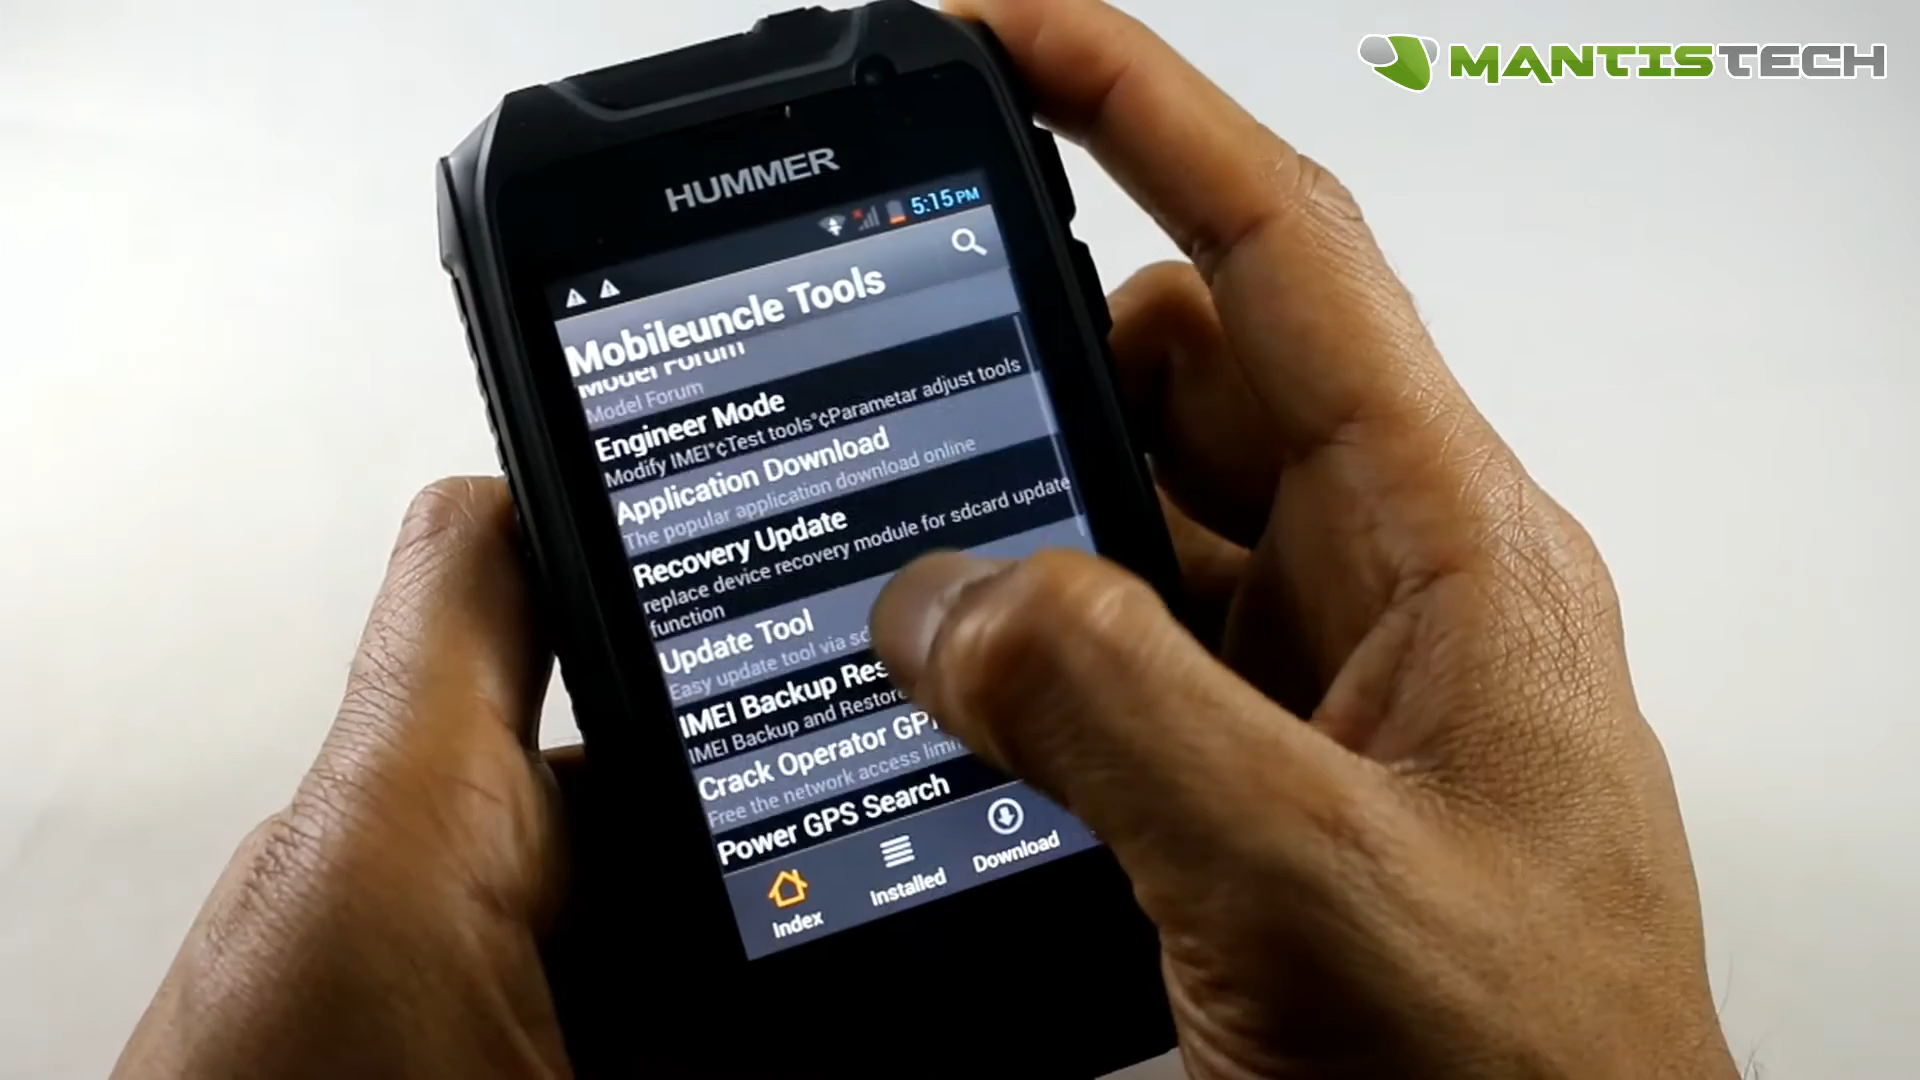 MANTISTECH
HUMMER
5:15 PM
Mobileuncle Tools
Model Forum
Model Forum
Engineer Mode
Modify IMEI°¢Test tools°¢Parametar adjust tools
Application Download
The popular application download online
Recovery Update
replace device recovery module for sdcard update
function
Update Tool
Easy update tool via
IMEI Backup
IMEI Backup and Restore
Crack Operator
Free the network access
Power GPS Search
Index
Installed
Download